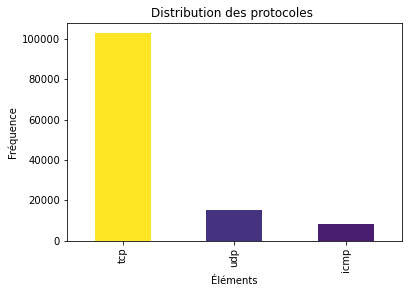 Distribution des protocoles
Fréquence
100000
80000
60000
40000
20000
0
tcp
udp
icmp
Éléments